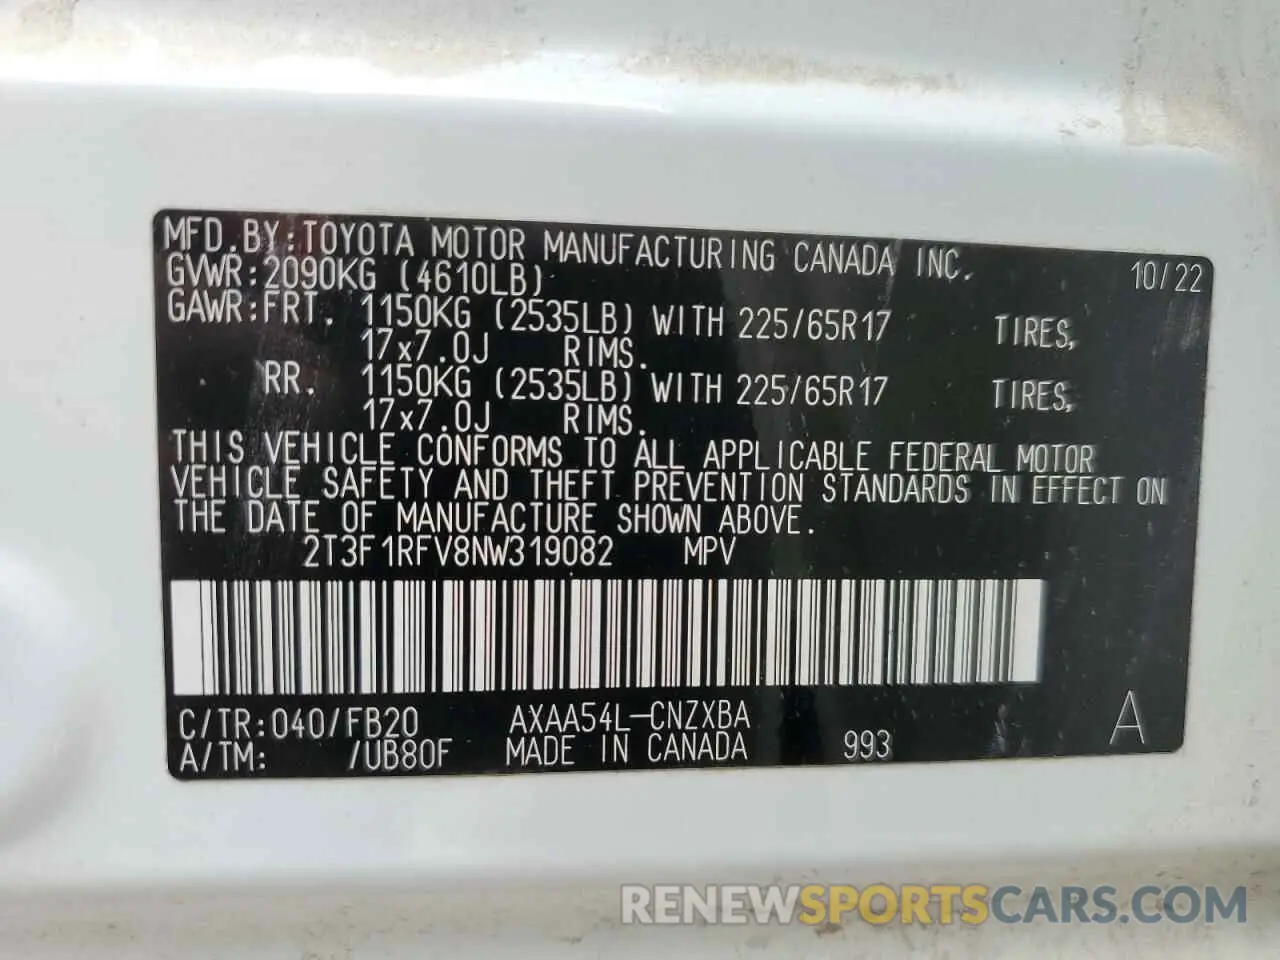 MFD.BY:TOYOTA MOTOR MANUFACTURING CANADA INC. 10/22
GVWR:2090KG (4610LB)
GAWR:FRT. 1150KG (2535LB) WITH 225/65R17 TIRES,
17x7.0J RIMS.
RR. 1150KG (2535LB) WITH 225/65R17 TIRES,
17x7.0J RIMS.
THIS VEHICLE CONFORMS TO ALL APPLICABLE FEDERAL MOTOR
VEHICLE SAFETY AND THEFT PREVENTION STANDARDS IN EFFECT ON
THE DATE OF MANUFACTURE SHOWN ABOVE.
2T3F1RFV8NW319082 MPV
C/TR:040/FB20 AXAA54L-CNZXBA A
A/TM: /UB80F MADE IN CANADA 993
RENEWSPORTSCARS.COM